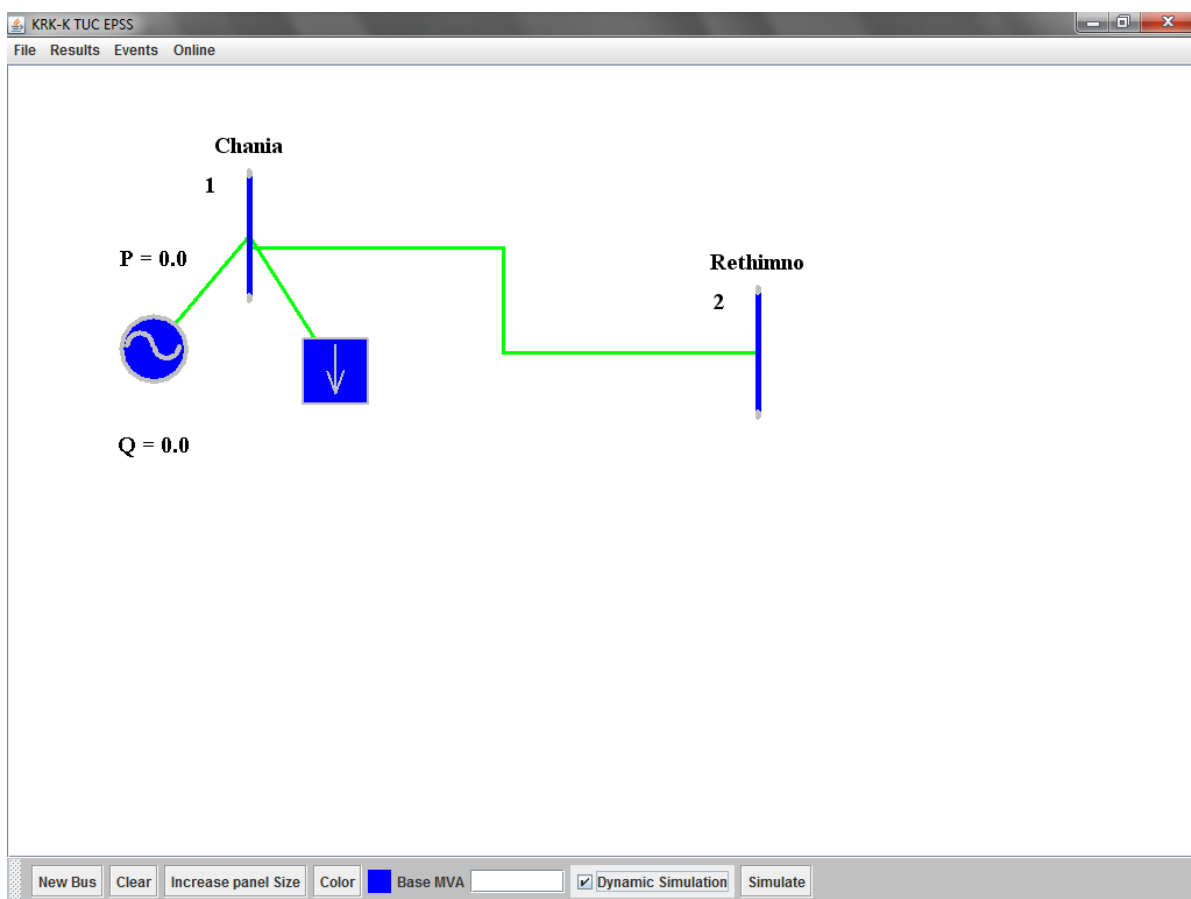 KRK-K TUC EPSS
File Results Events Online
Chania
1
P = 0.0
Rethimno
2
Q = 0.0
New Bus Clear Increase panel Size Color Base MVA Dynamic Simulation Simulate